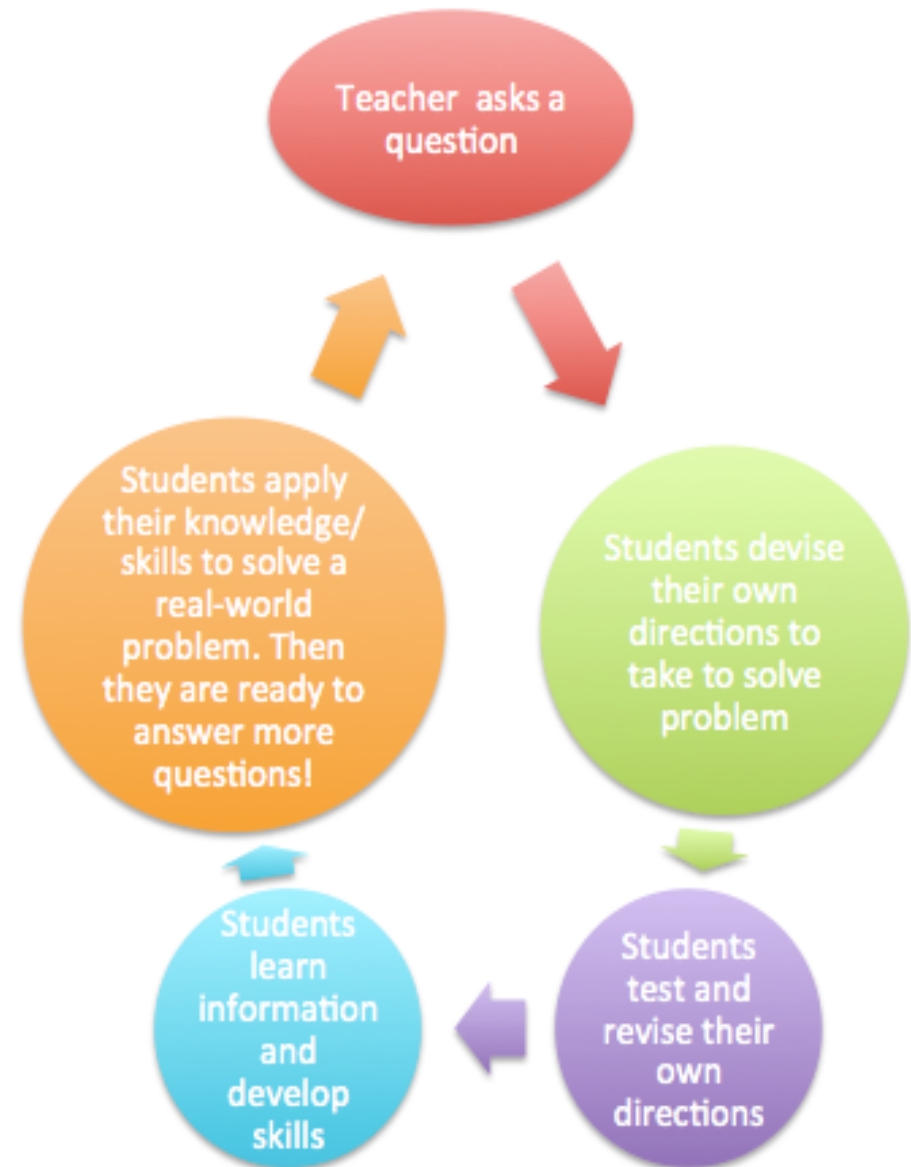 Teacher  asks a
question
Students devise
their own
directions to
take to solve
problem
Students
test and
revise their
own
directions
Students
learn
information
and
develop
skills
Students apply
their knowledge/
skills to solve a
real-world
problem. Then
they are ready to
answer more
questions!